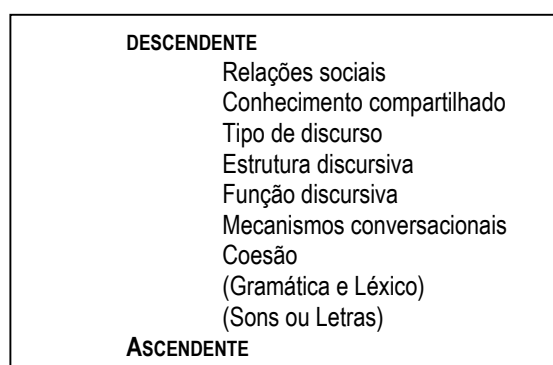 DESCENDENTE
Relações sociais
Conhecimento compartilhado
Tipo de discurso
Estrutura discursiva
Função discursiva
Mecanismos conversacionais
Coesão
(Gramática e Léxico)
(Sons ou Letras)
ASCENDENTE